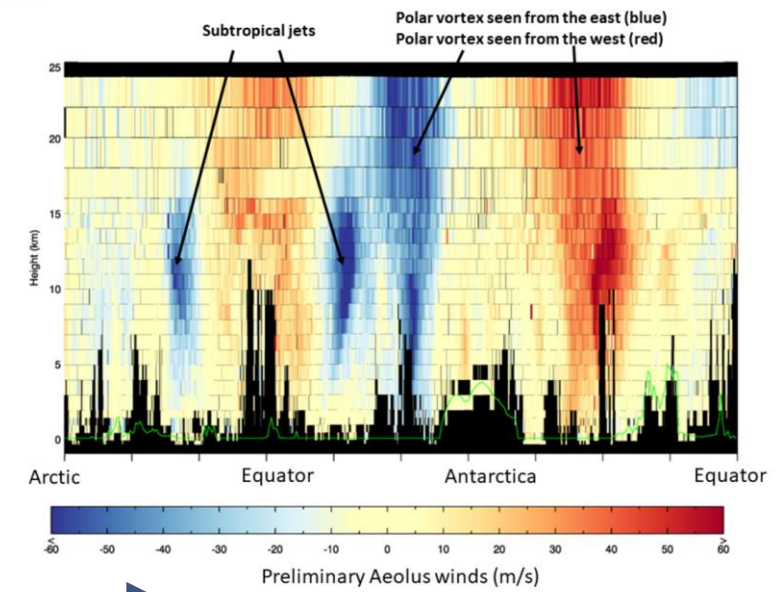 Polar vortex seen from the east (blue)
Subtropical jets
Polar vortex seen from the west (red)
25
20
15
Height (km)
10
5
0
Arctic Equator Antarctica Equator
< >
-60 -50 -40 -30 -20 -10 0 10 20 30 40 50 60
Preliminary Aeolus winds (m/s)